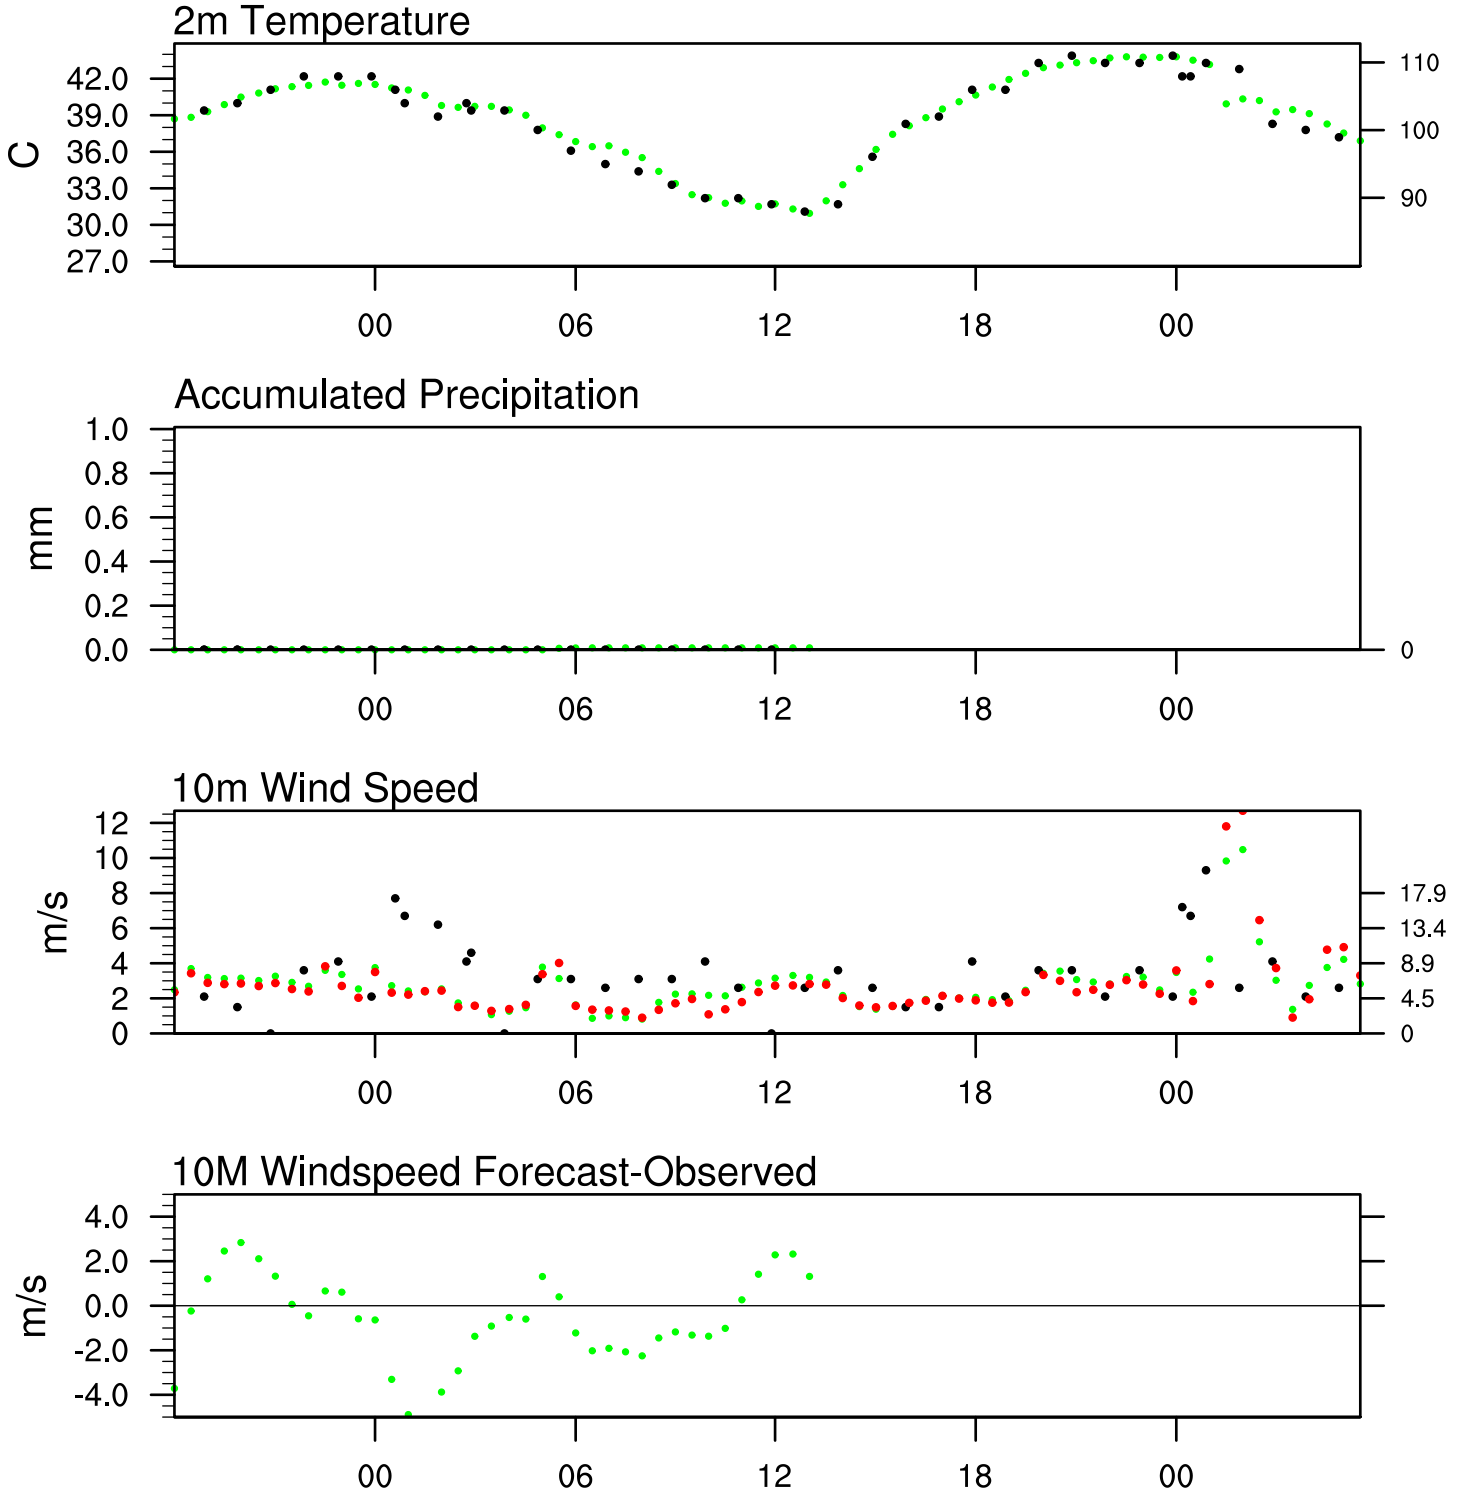 2m Temperature
42.0
39.0
36.0
33.0
30.0
27.0
C
110
100
90
00 06 12 18 00
Accumulated Precipitation
1.0
0.8
0.6
0.4
0.2
0.0
mm
0
00 06 12 18 00
10m Wind Speed
12
10
8
6
4
2
0
m/s
17.9
13.4
8.9
4.5
0
00 06 12 18 00
10M Windspeed Forecast-Observed
4.0
2.0
0.0
-2.0
-4.0
m/s
00 06 12 18 00